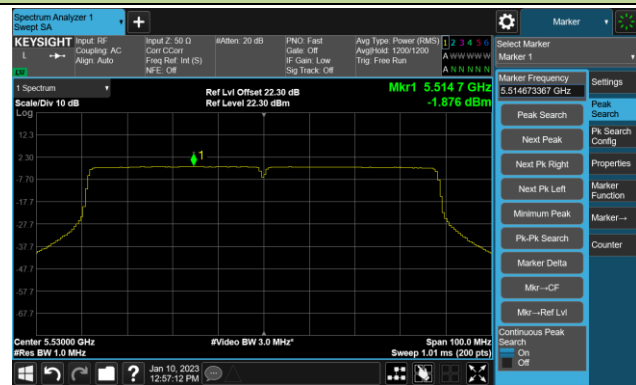 Spectrum Analyzer 1
Swept SA
Marker
KEYSIGHT
L
Input: RF
Coupling: AC
Align: Auto
Input Z: 50 Ω
Corr CCorr
Freq Ref: Int (S)
NFE: Off
#Atten: 20 dB
PNO: Fast
Gate: Off
IF Gain: Low
Sig Track: Off
Avg Type: Power (RMS)
Avg|Hold: 1200/1200
Trig: Free Run
1 2 3 4 5 6
A W W W W W
A N N N N N
Select Marker
Marker 1
1 Spectrum
Scale/Div 10 dB
Log
Ref Lvl Offset 22.30 dB
Ref Level 22.30 dBm
Mkr1 5.514 7 GHz
-1.876 dBm
12.3
2.30
-7.70
-17.7
-27.7
-37.7
-47.7
-57.7
-67.7
1
Center 5.53000 GHz
#Res BW 1.0 MHz
#Video BW 3.0 MHz*
Span 100.0 MHz
Sweep 1.01 ms (200 pts)
Marker Frequency
5.514673367 GHz
Peak Search
Next Peak
Next Pk Right
Next Pk Left
Minimum Peak
Pk-Pk Search
Marker Delta
Mkr→CF
Mkr→Ref Lvl
Continuous Peak
Search
On
Off
Settings
Peak
Search
Pk Search
Config
Properties
Marker
Function
Marker→
Counter
?
Jan 10, 2023
12:57:12 PM